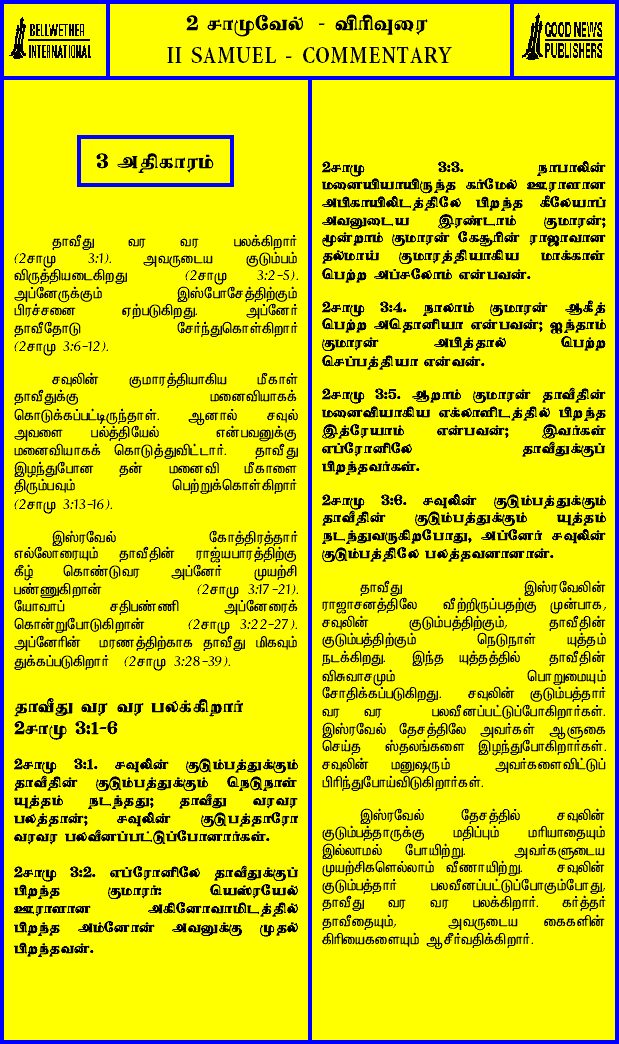 BELLWETHER
INTERNATIONAL
2 சாமுவேல் - விரிவுரை
II SAMUEL - COMMENTARY
GOOD NEWS
PUBLISHERS
3 அதிகாரம்
தாவீது வர வர பலக்கிறார்
(2சாமு 3:1). அவருடைய குடும்பம்
விருத்தியடைகிறது (2சாமு 3:2-5).
அப்னேருக்கும் இஸ்போசேத்திற்கும்
பிரச்சனை ஏற்படுகிறது. அப்னேர்
தாவீதோடு சேர்ந்துகொள்கிறார்
(2சாமு 3:6-12).
சவுலின் குமாரத்தியாகிய மீகாள்
தாவீதுக்கு மனைவியாகக்
கொடுக்கப்பட்டிருந்தாள். ஆனால் சவுல்
அவளை பல்த்தியேல் என்பவனுக்கு
மனைவியாகக் கொடுத்துவிட்டார். தாவீது
இழந்துபோன தன் மனைவி மீகாளை
திரும்பவும் பெற்றுக்கொள்கிறார்
(2சாமு 3:13-16).
இஸ்ரவேல் கோத்திரத்தார்
எல்லோரையும் தாவீதின் ராஜ்யபாரத்திற்கு
கீழ் கொண்டுவர அப்னேர் முயற்சி
பண்ணுகிறான் (2சாமு 3:17-21).
யோவாப் சதிபண்ணி அப்னேரைக்
கொன்றுபோடுகிறான் (2சாமு 3:22-27).
அப்னேரின் மரணத்திற்காக தாவீது மிகவும்
துக்கப்படுகிறார் (2சாமு 3:28-39).
தாவீது வர வர பலக்கிறார்
2சாமு 3:1-6
2சாமு 3:1. சவுலின் குடும்பத்துக்கும்
தாவீதின் குடும்பத்துக்கும் நெடுநாள்
யுத்தம் நடந்தது; தாவீது வரவர
பலத்தான்; சவுலின் குடுபத்தாரோ
வரவர பலவீனப்பட்டுப்போனார்கள்.
2சாமு 3:2. எப்ரோனிலே தாவீதுக்குப்
பிறந்த குமாரர்: யெஸ்ரயேல்
ஊராளான அகினோவாமிடத்தில்
பிறந்த அம்னோன் அவனுக்கு முதல்
பிறந்தவன்.
2சாமு 3:3. நாபாலின்
மனையியாயிருந்த கர்மேல் ஊராளான
அபிகாயிலிடத்திலே பிறந்த கீலேயாப்
அவனுடைய இரண்டாம் குமாரன்;
மூன்றாம் குமாரன் கேசூரின் ராஜாவான
தல்மாய் குமாரத்தியாகிய மாக்காள்
பெற்ற அப்சலோம் என்பவன்.
2சாமு 3:4. நாலாம் குமாரன் ஆகீத்
பெற்ற அதொனியா என்பவன்; ஐந்தாம்
குமாரன் அபித்தால் பெற்ற
செப்பத்தியா என்வன்.
2சாமு 3:5. ஆறாம் குமாரன் தாவீதின்
மனைவியாகிய எக்லாளிடத்தில் பிறந்த
இத்ரேயாம் என்பவன்; இவர்கள்
எப்ரோனிலே தாவீதுக்குப்
பிறந்தவர்கள்.
2சாமு 3:6. சவுலின் குடும்பத்துக்கும்
தாவீதின் குடும்பத்துக்கும் யுத்தம்
நடந்துவருகிறபோது, அப்னேர் சவுலின்
குடும்பத்திலே பலத்தவனானான்.
தாவீது இஸ்ரவேலின்
ராஜாசனத்திலே வீற்றிருப்பதற்கு முன்பாக,
சவுலின் குடும்பத்திற்கும், தாவீதின்
குடும்பத்திற்கும் நெடுநாள் யுத்தம்
நடக்கிறது. இந்த யுத்தத்தில் தாவீதின்
விசுவாசமும் பொறுமையும்
சோதிக்கப்படுகிறது. சவுலின் குடும்பத்தார்
வர வர பலவீனப்பட்டுப்போகிறார்கள்.
இஸ்ரவேல் தேசத்திலே அவர்கள் ஆளுகை
செய்த ஸ்தலங்களை இழந்துபோகிறார்கள்.
சவுலின் மனுஷரும் அவர்களைவிட்டுப்
பிரிந்துபோய்விடுகிறார்கள்.
இஸ்ரவேல் தேசத்தில் சவுலின்
குடும்பத்தாருக்கு மதிப்பும் மரியாதையும்
இல்லாமல் போயிற்று. அவர்களுடைய
முயற்சிகளெல்லாம் வீணாயிற்று. சவுலின்
குடும்பத்தார் பலவீனப்பட்டுப்போகும்போது,
தாவீது வர வர பலக்கிறார். கர்த்தர்
தாவீதையும், அவருடைய கைகளின்
கிரியைகளையும் ஆசீர்வதிக்கிறார்.